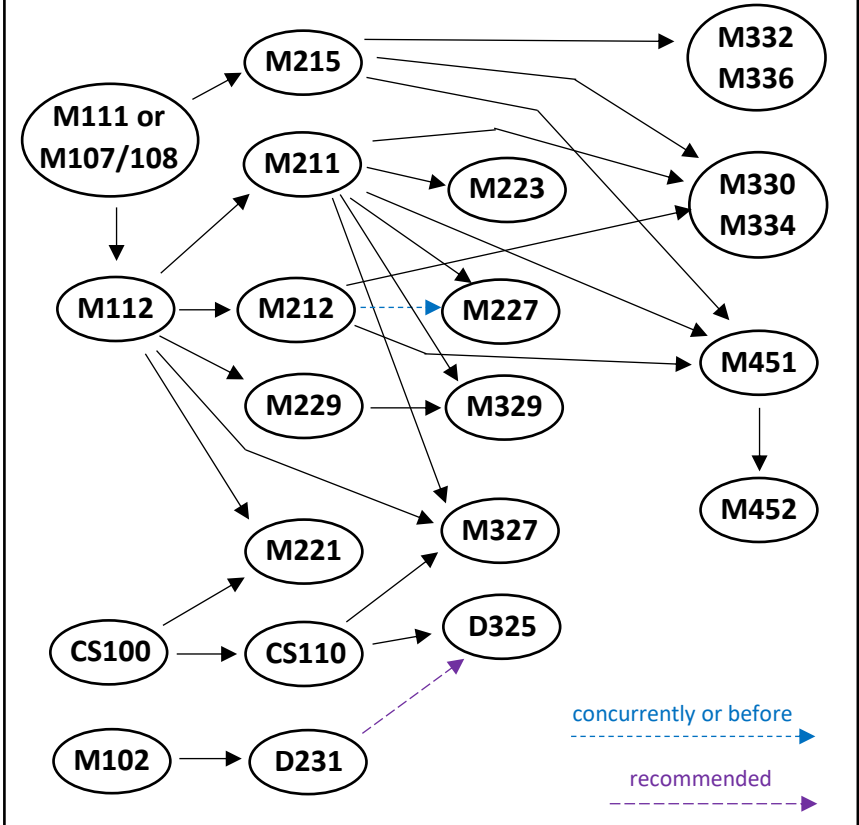 M332
M336
M215
M111 or
M107/108
M211
M223
M330
M334
M112
M212
M227
M451
M229
M329
M452
M221
M327
CS100
CS110
D325
concurrently or before
M102
D231
recommended